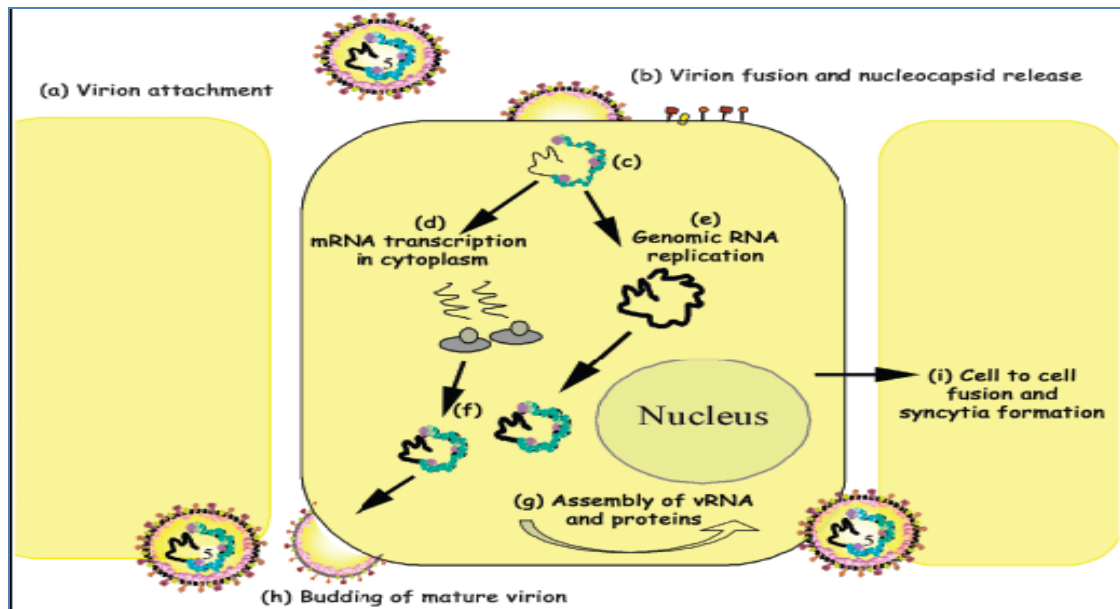 5
(a) Virion attachment
(b) Virion fusion and nucleocapsid release
(c)
(d)
mRNA transcription
in cytoplasm
(e)
Genomic RNA
replication
(f)
Nucleus
(i) Cell to cell
fusion and
syncytia formation
(g) Assembly of vRNA
and proteins
5
5
(h) Budding of mature virion